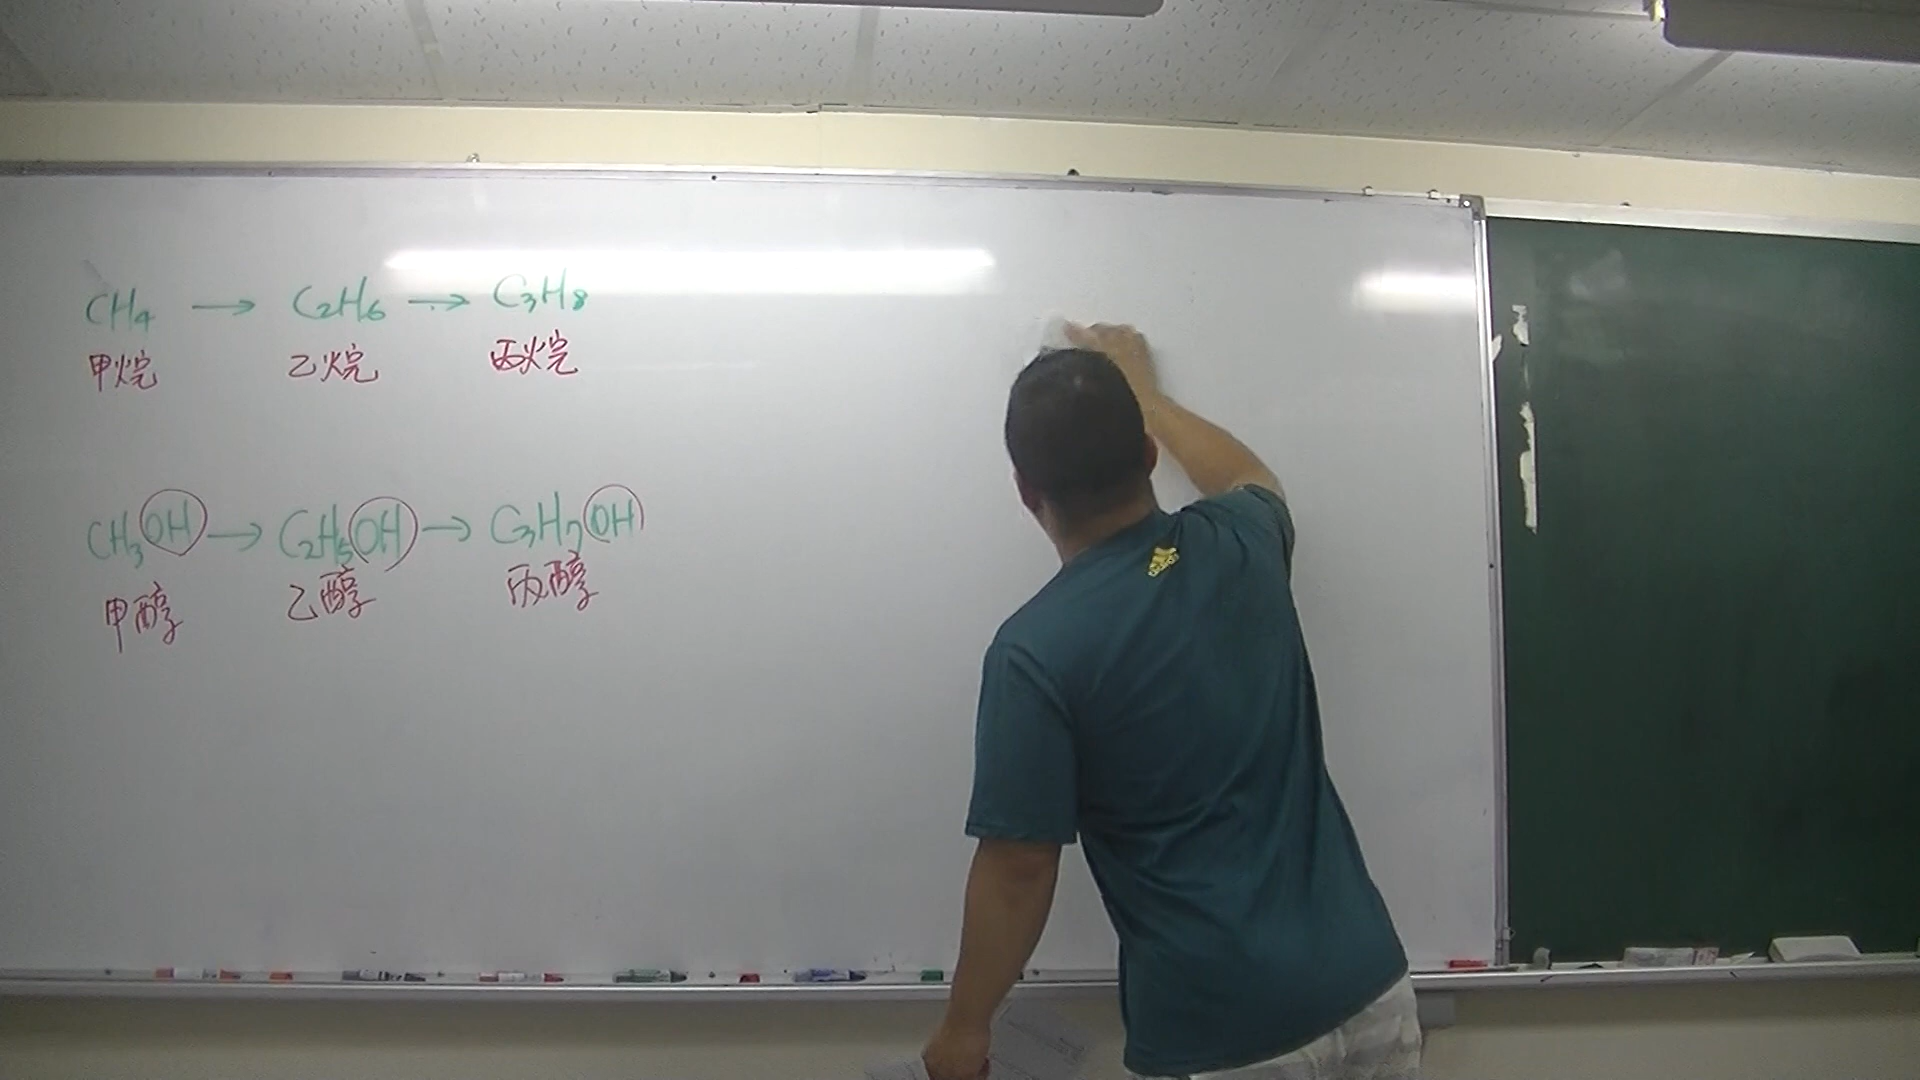 CH₄ → C₂H₆ → C₃H₈
甲烷 乙烷 丙烷
CH₃OH → C₂H₅OH → C₃H₇OH
甲醇 乙醇 丙醇